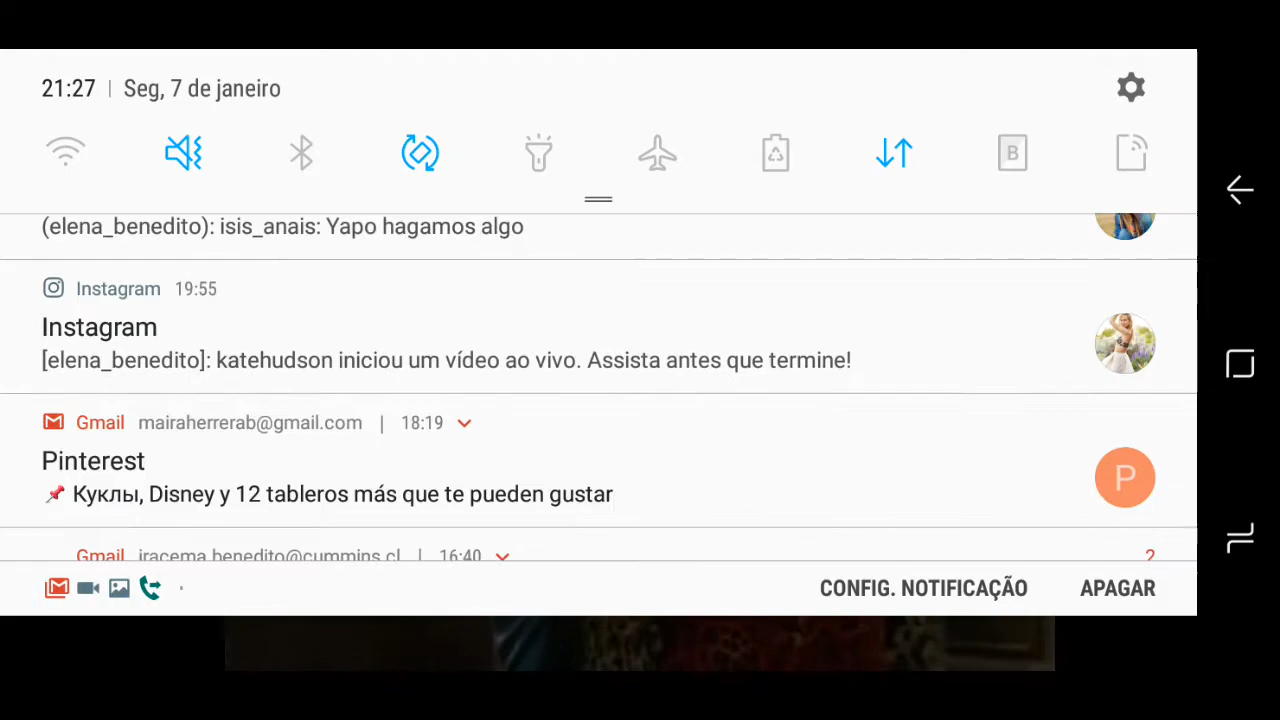 21:27 | Seg, 7 de janeiro
B
(elena_benedito): isis_anais: Yapo hagamos algo
Instagram 19:55
Instagram
[elena_benedito]: katehudson iniciou um vídeo ao vivo. Assista antes que termine!
Gmail mairaherrerab@gmail.com | 18:19
Pinterest
📌 Куклы, Disney y 12 tableros más que te pueden gustar
P
Gmail iracema.benedito@cummins.cl | 16:40 2
CONFIG. NOTIFICAÇÃO APAGAR